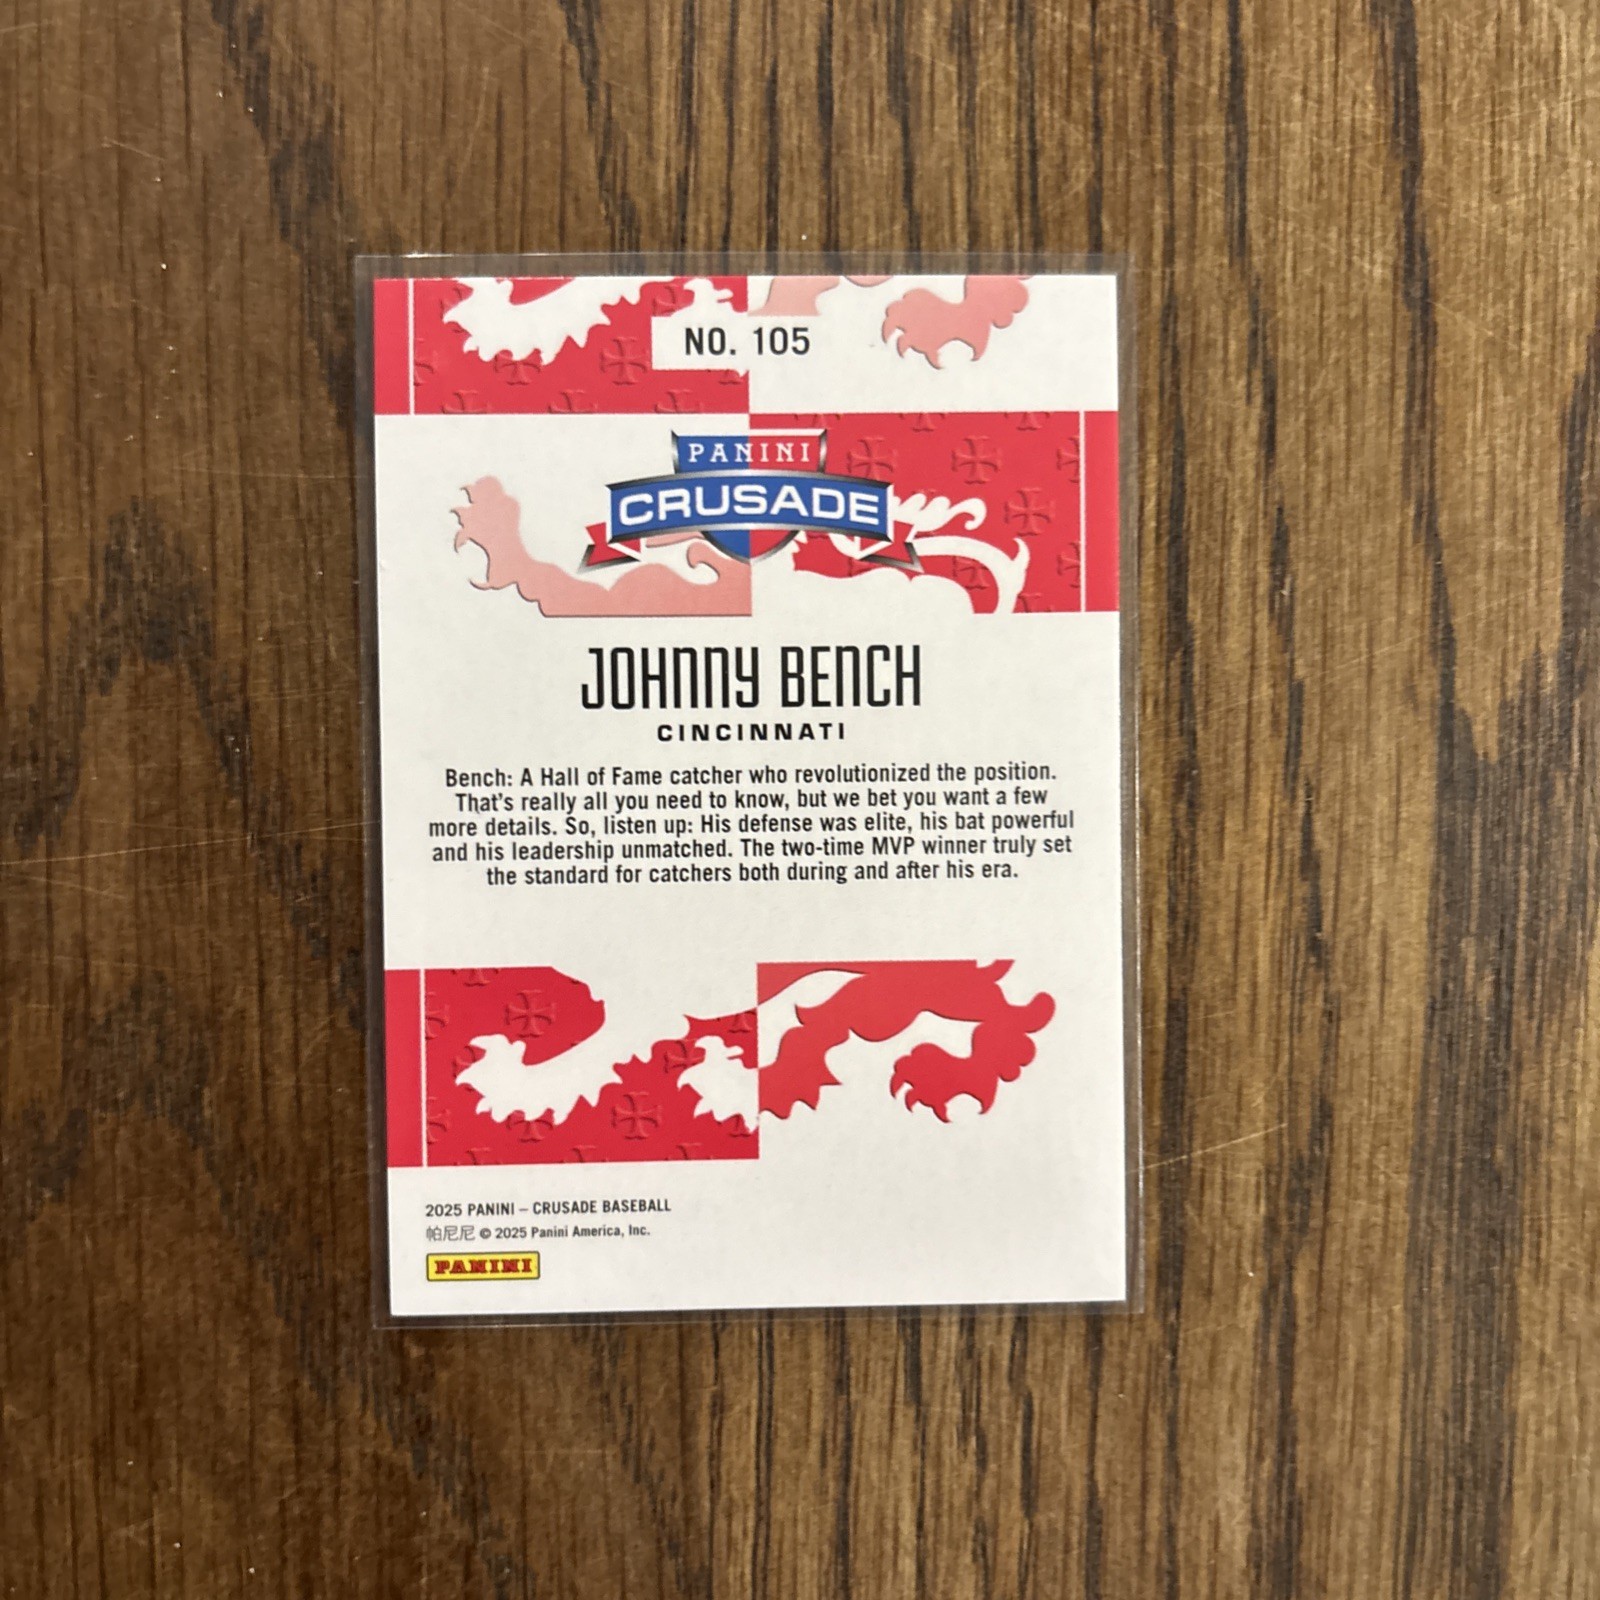 NO. 105
PANINI
CRUSADE
JOHNNY BENCH
CINCINNATI
Bench: A Hall of Fame catcher who revolutionized the position.
That's really all you need to know, but we bet you want a few
more details. So, listen up: His defense was elite, his bat powerful
and his leadership unmatched. The two-time MVP winner truly set
the standard for catchers both during and after his era.
2025 PANINI – CRUSADE BASEBALL
帕尼尼 © 2025 Panini America, Inc.
PANINI